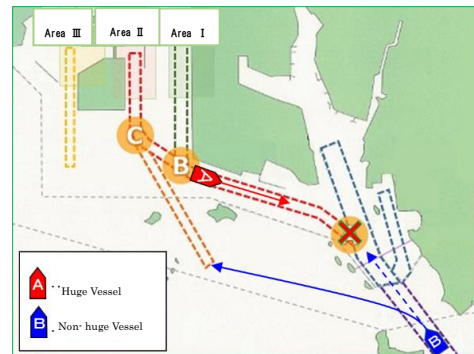 Area Ⅲ Area Ⅱ Area Ⅰ
C
B
A
A ‥Huge Vessel
B . Non- huge Vessel
B